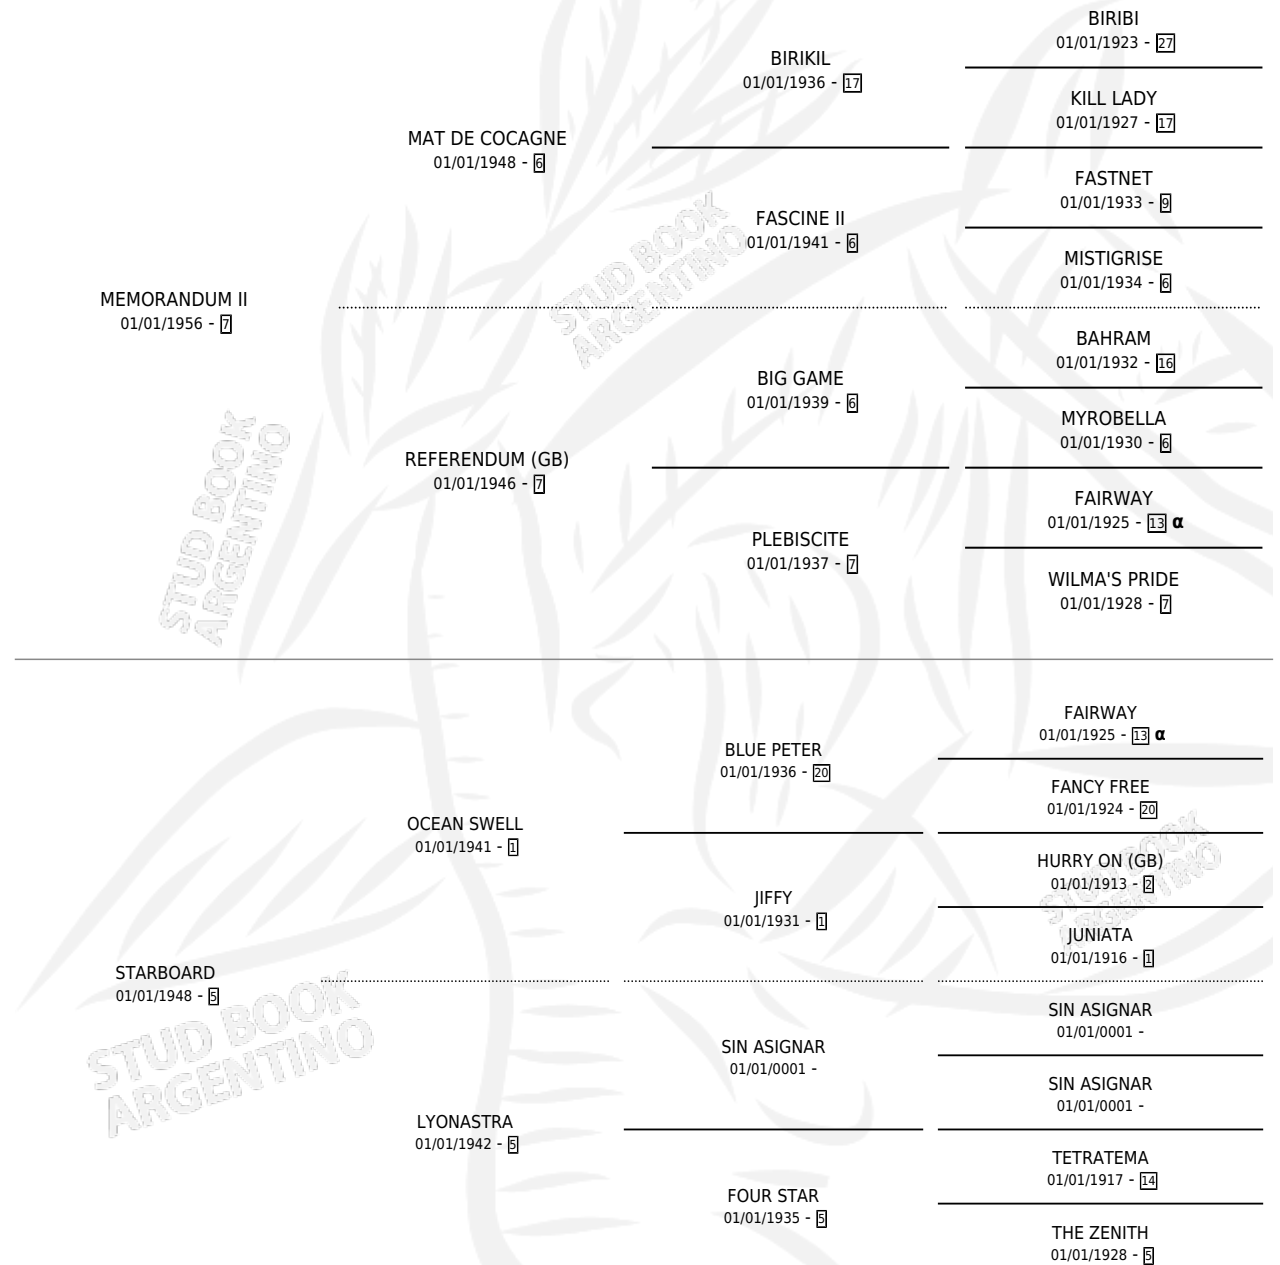 BIRIBI
01/01/1923 - 27
BIRIKIL
01/01/1936 - 17
KILL LADY
01/01/1927 - 17
MAT DE COCAGNE
01/01/1948 - 6
FASTNET
01/01/1933 - 9
FASCINE II
01/01/1941 - 6
MISTIGRISE
01/01/1934 - 6
MEMORANDUM II
01/01/1956 - 7
BAHRAM
01/01/1932 - 16
BIG GAME
01/01/1939 - 6
MYROBELLA
01/01/1930 - 6
REFERENDUM (GB)
01/01/1946 - 7
FAIRWAY
01/01/1925 - 13 α
PLEBISCITE
01/01/1937 - 7
WILMA'S PRIDE
01/01/1928 - 7
FAIRWAY
01/01/1925 - 13 α
BLUE PETER
01/01/1936 - 20
FANCY FREE
01/01/1924 - 20
OCEAN SWELL
01/01/1941 - 1
HURRY ON (GB)
01/01/1913 - 2
JIFFY
01/01/1931 - 1
JUNIATA
01/01/1916 - 1
STARBOARD
01/01/1948 - 5
SIN ASIGNAR
01/01/0001 -
SIN ASIGNAR
01/01/0001 -
SIN ASIGNAR
01/01/0001 -
LYONASTRA
01/01/1942 - 5
TETRATEMA
01/01/1917 - 14
FOUR STAR
01/01/1935 - 5
THE ZENITH
01/01/1928 - 5
STUD BOOK
ARGENTINO
STUD BOOK
ARGENTINO
STUD BOOK
ARGENTINO
STUD BOOK
ARGENTINO